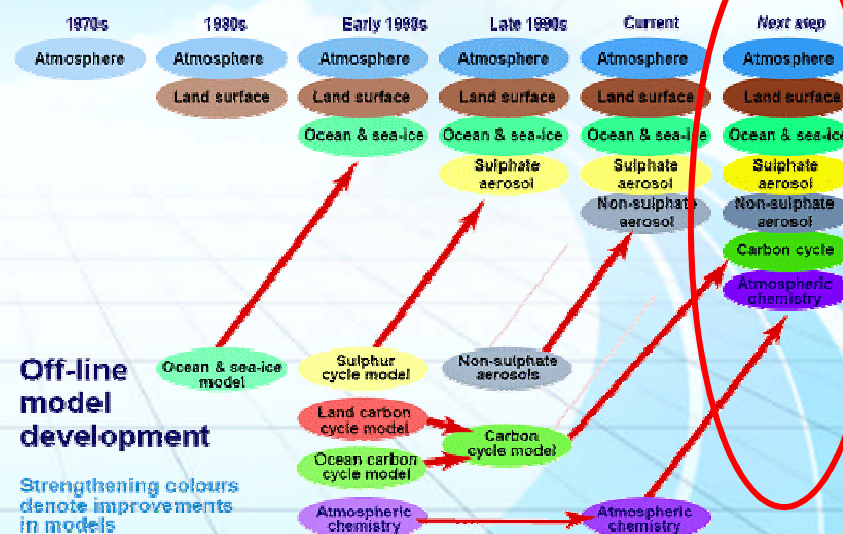 1970s
1980s
Early 1990s
Late 1990s
Current
Next step
Atmosphere
Atmosphere
Atmosphere
Atmosphere
Atmosphere
Atmosphere
Land surface
Land surface
Land surface
Land surface
Land surface
Ocean & sea-ice
Ocean & sea-ice
Ocean & sea-ice
Ocean & sea-ice
Sulphate
aerosol
Sulphate
aerosol
Sulphate
aerosol
Non-sulphate
aerosol
Non-sulphate
aerosol
Carbon cycle
Atmospheric
chemistry
Off-line
model
development
Ocean & sea-ice
model
Sulphur
cycle model
Non-sulphate
aerosols
Land carbon
cycle model
Carbon
cycle model
Ocean carbon
cycle model
Atmospheric
chemistry
Atmospheric
chemistry
Strengthening colours
denote improvements
in models